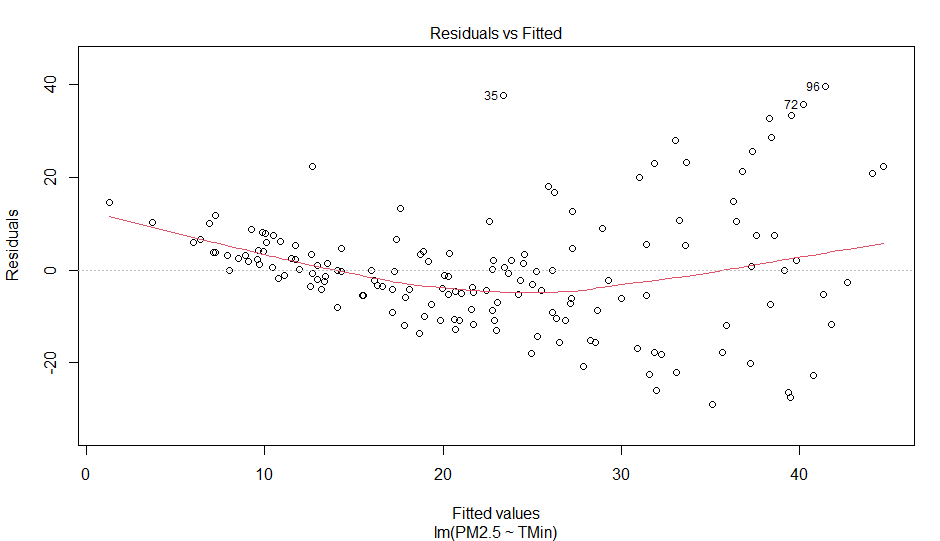 Residuals vs Fitted
Residuals
40
20
0
-20
35
96
72
0 10 20 30 40
Fitted values
lm(PM2.5 ~ TMin)